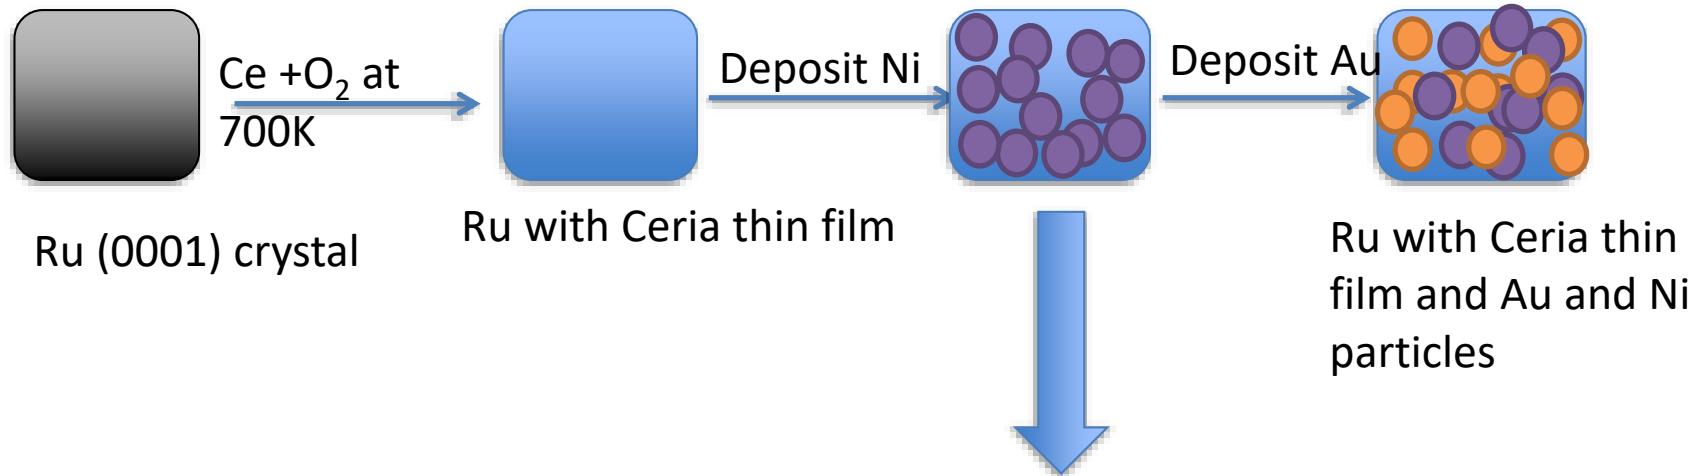 Ce +O₂ at
700K
Deposit Ni
Deposit Au
Ru (0001) crystal
Ru with Ceria thin film
Ru with Ceria thin
film and Au and Ni
particles